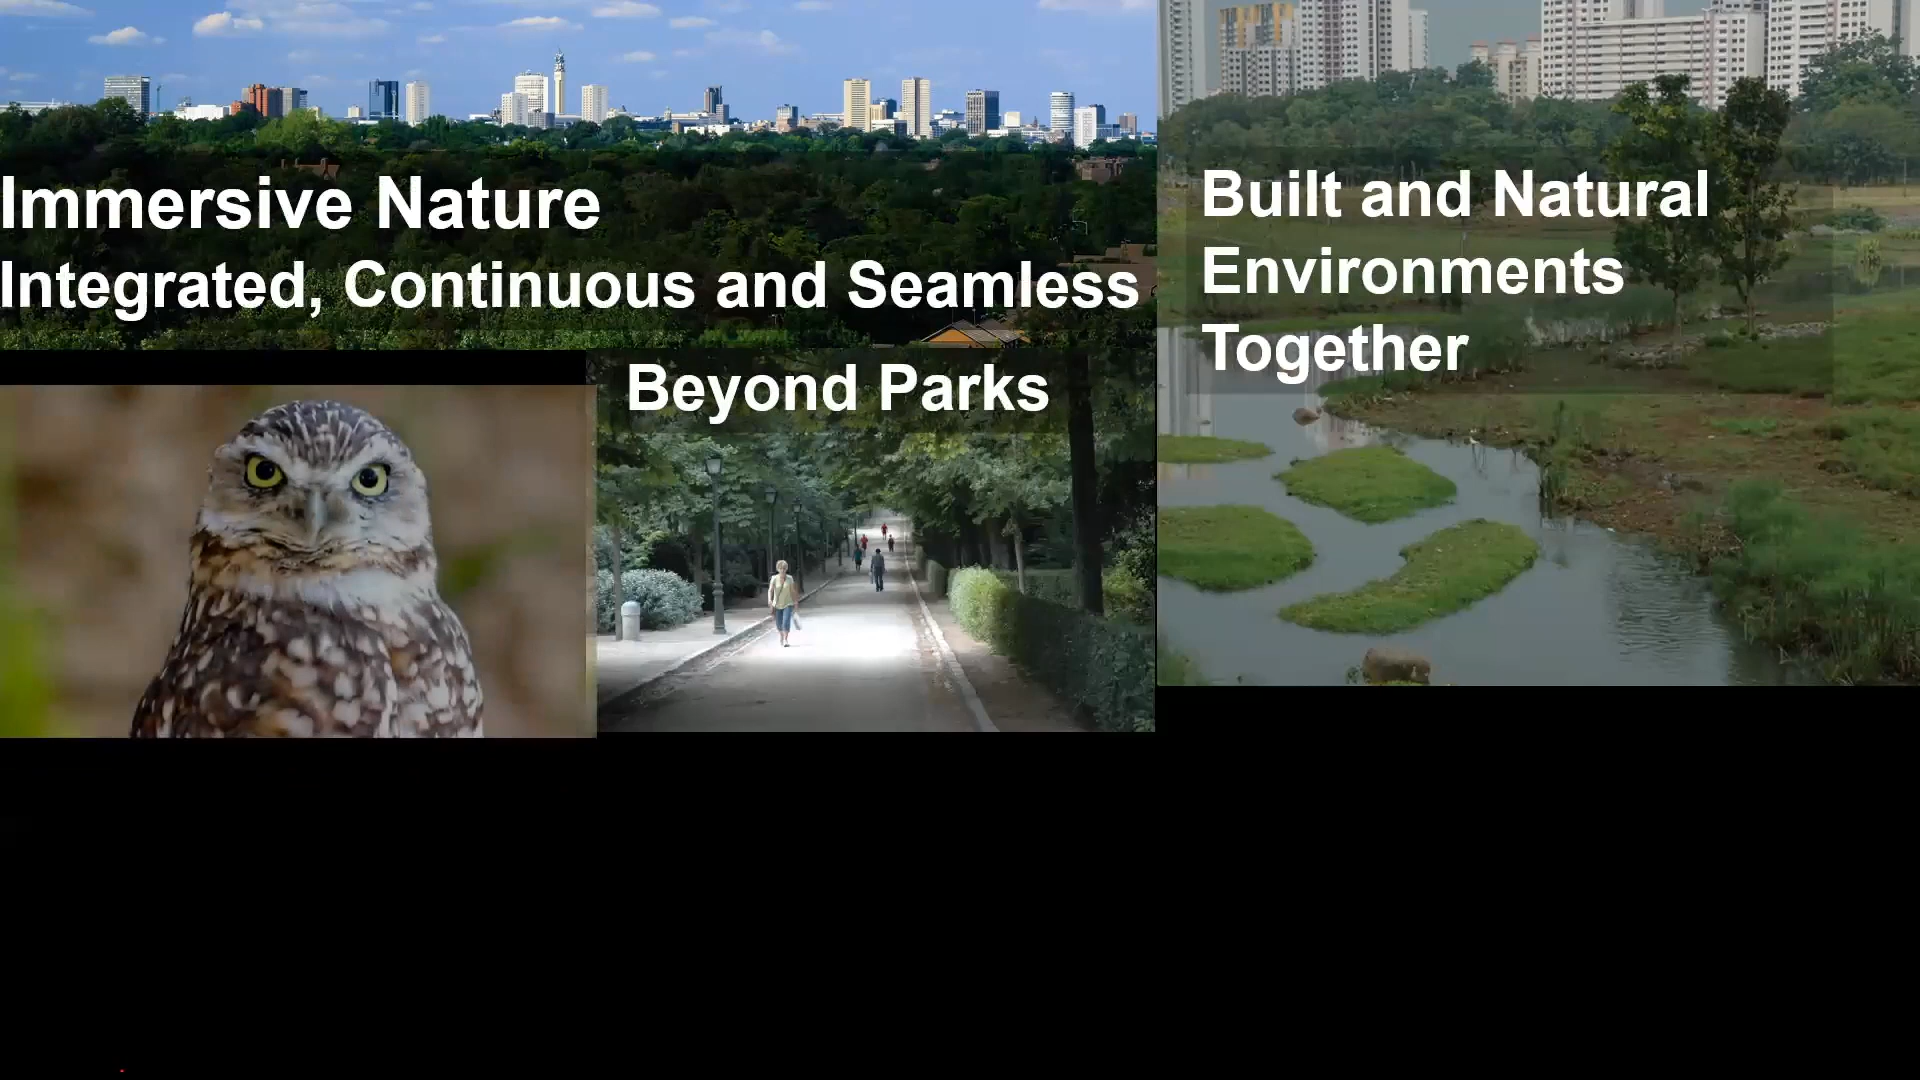 Immersive Nature
Integrated, Continuous and Seamless
Beyond Parks
Built and Natural
Environments
Together